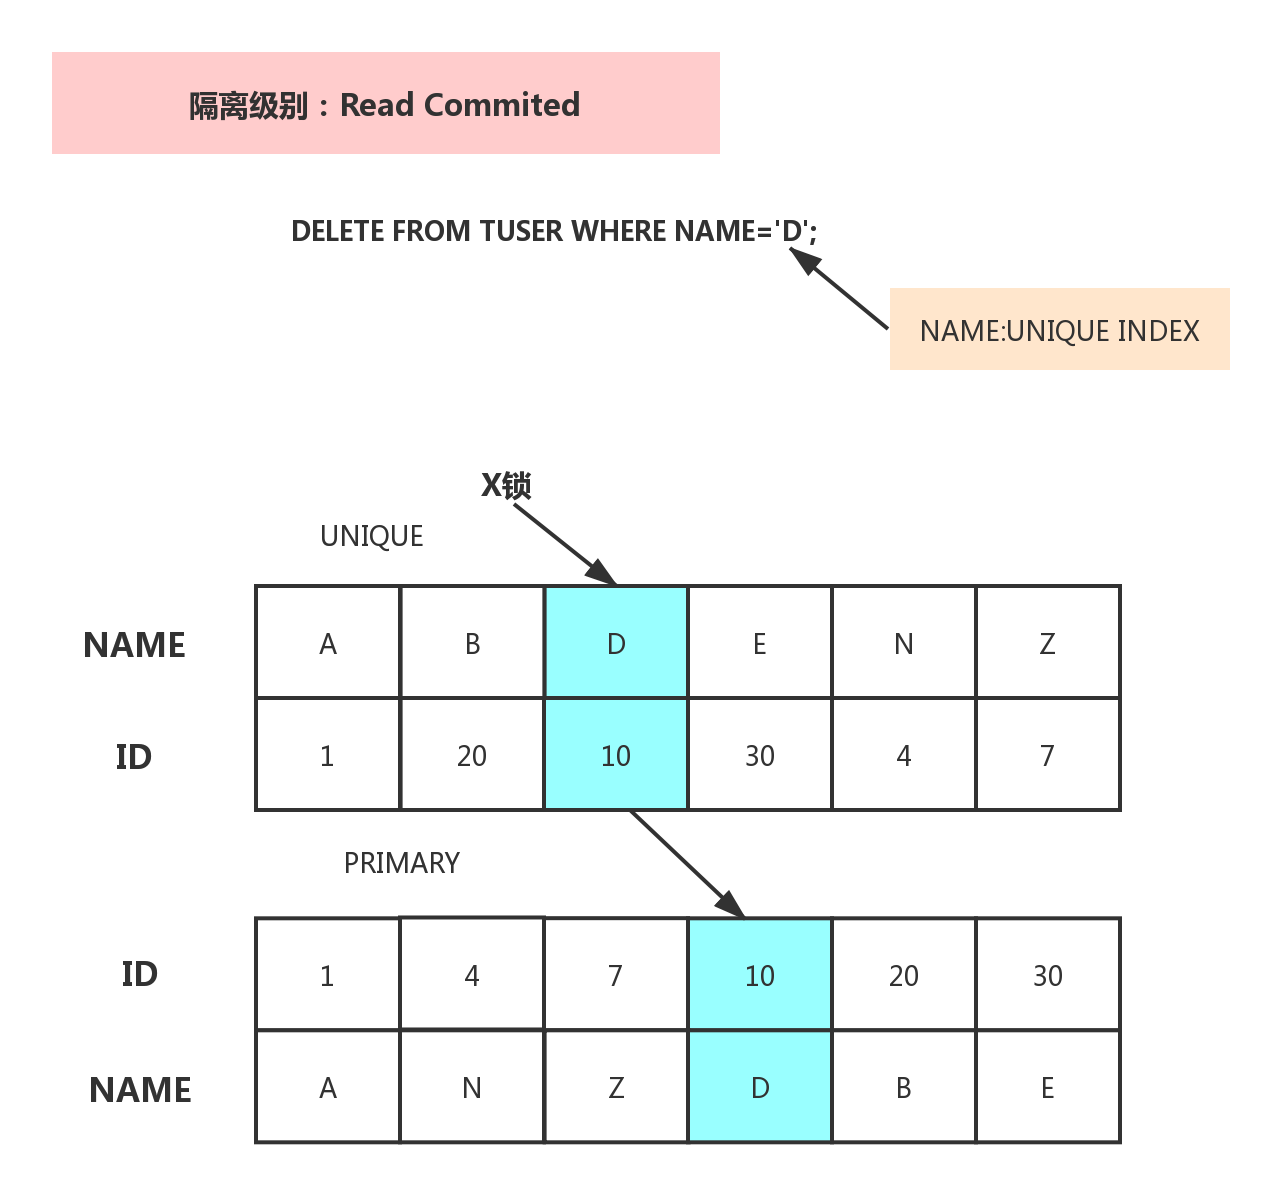 隔离级别：Read Commited
DELETE FROM TUSER WHERE NAME='D';
NAME:UNIQUE INDEX
X锁
UNIQUE
NAME A B D E N Z
ID 1 20 10 30 4 7
PRIMARY
ID 1 4 7 10 20 30
NAME A N Z D B E